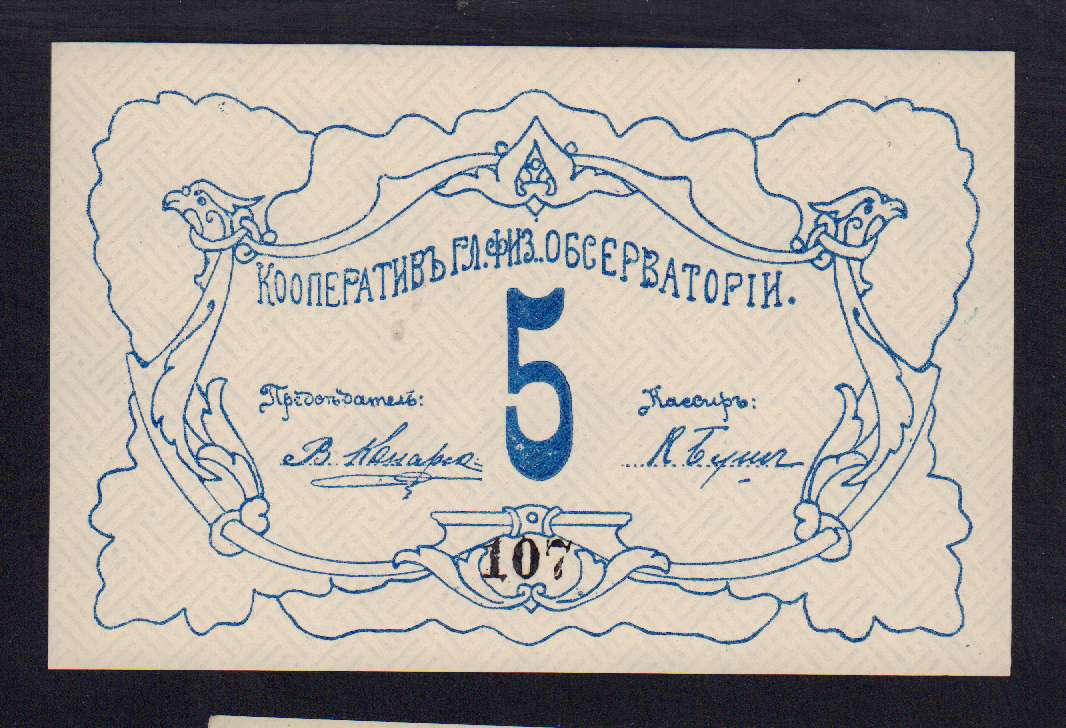 КООПЕРАТИВЪ ГЛ. ФИЗ. ОБСЕРВАТОРІИ.
5
Предсѣдатель:
Кассиръ:
107